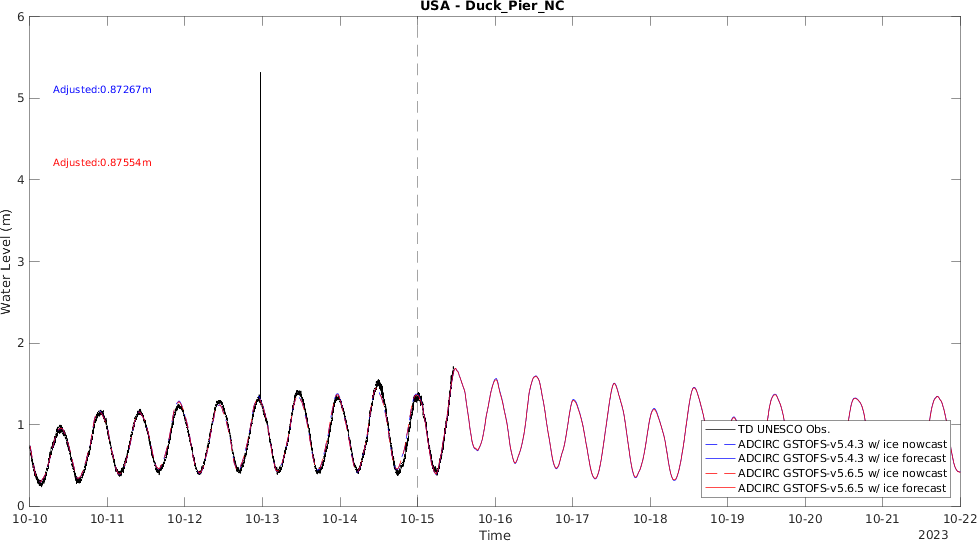 USA - Duck_Pier_NC
6
5
4
3
2
1
0
Water Level (m)
Adjusted:0.87267m
Adjusted:0.87554m
TD UNESCO Obs.
ADCIRC GSTOFS-v5.4.3 w/ ice nowcast
ADCIRC GSTOFS-v5.4.3 w/ ice forecast
ADCIRC GSTOFS-v5.6.5 w/ ice nowcast
ADCIRC GSTOFS-v5.6.5 w/ ice forecast
10-10 10-11 10-12 10-13 10-14 10-15 10-16 10-17 10-18 10-19 10-20 10-21 10-22
Time
2023